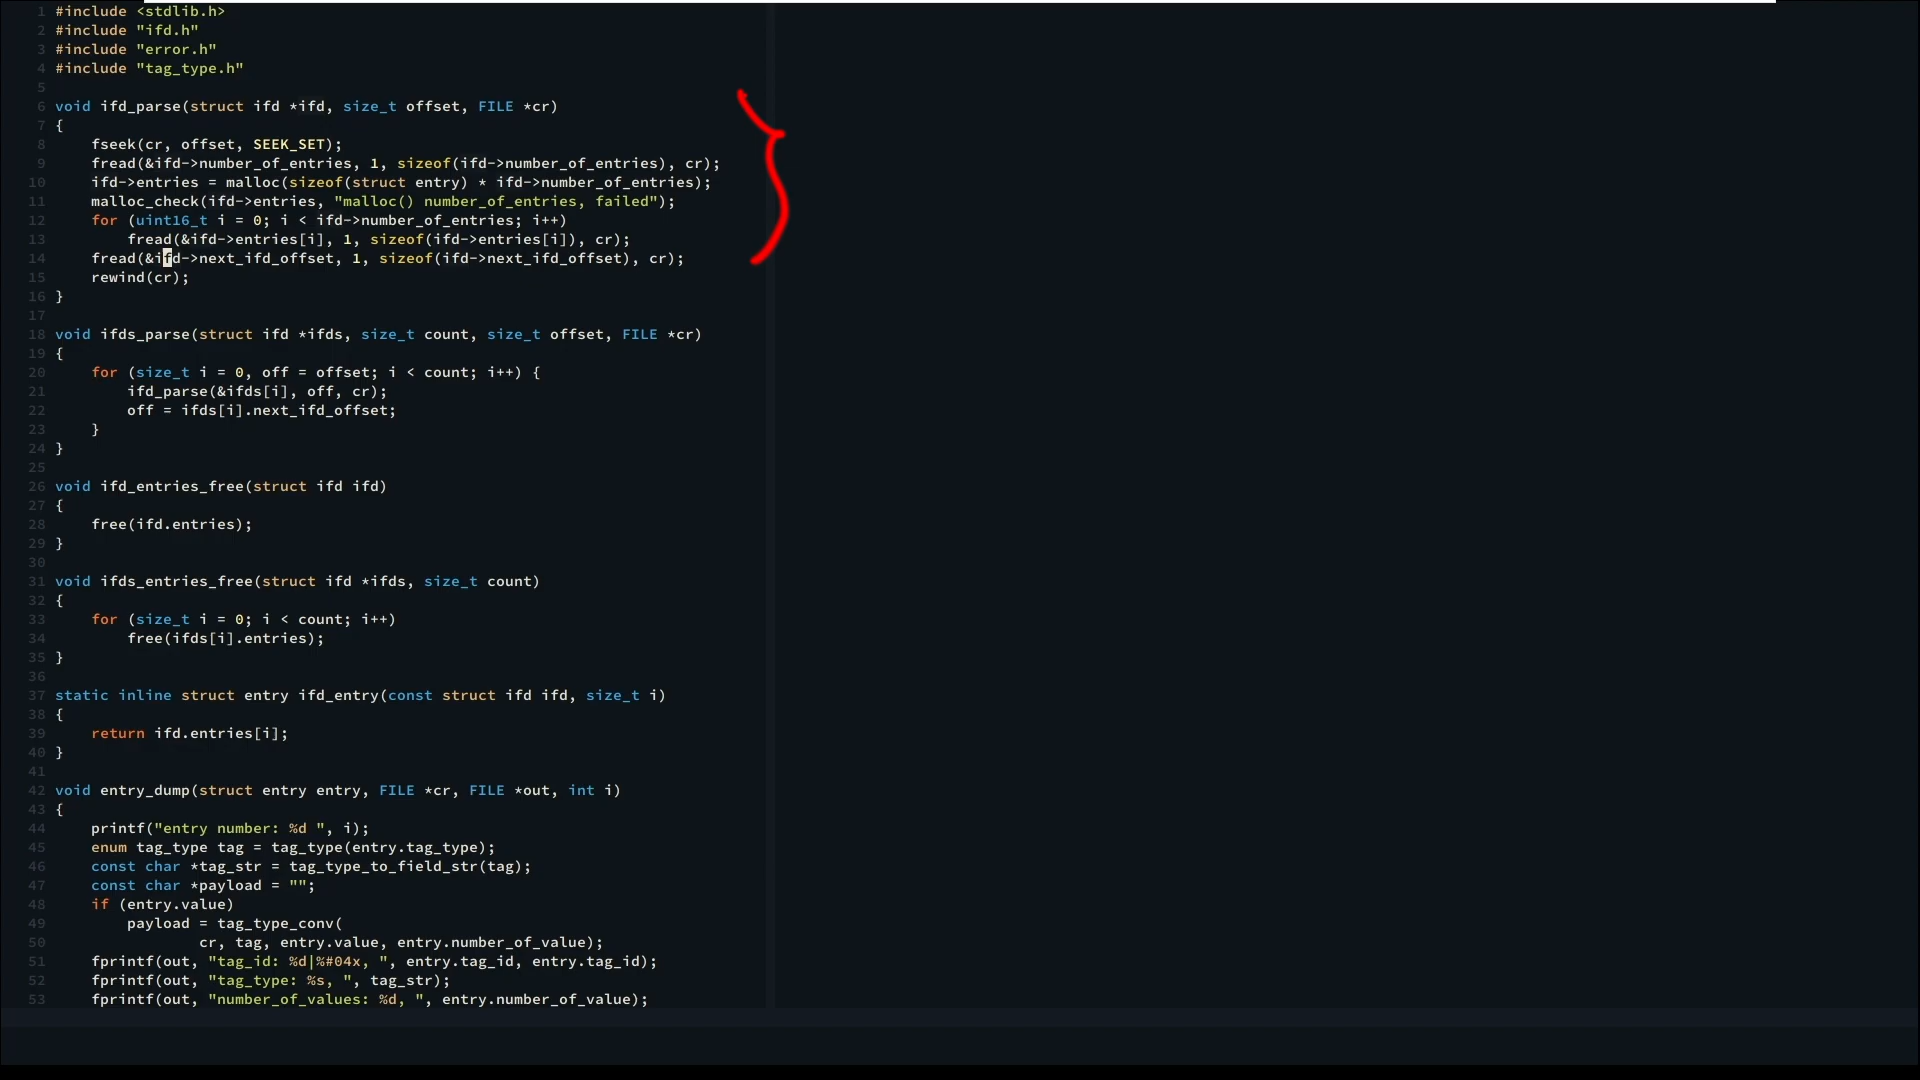 1 #include <stdlib.h>
2 #include "ifd.h"
3 #include "error.h"
4 #include "tag_type.h"
5
6 void ifd_parse(struct ifd *ifd, size_t offset, FILE *cr)
7 {
8     fseek(cr, offset, SEEK_SET);
9     fread(&ifd->number_of_entries, 1, sizeof(ifd->number_of_entries), cr);
10     ifd->entries = malloc(sizeof(struct entry) * ifd->number_of_entries);
11     malloc_check(ifd->entries, "malloc() number_of_entries, failed");
12     for (uint16_t i = 0; i < ifd->number_of_entries; i++)
13         fread(&ifd->entries[i], 1, sizeof(ifd->entries[i]), cr);
14     fread(&ifd->next_ifd_offset, 1, sizeof(ifd->next_ifd_offset), cr);
15     rewind(cr);
16 }
17
18 void ifds_parse(struct ifd *ifds, size_t count, size_t offset, FILE *cr)
19 {
20     for (size_t i = 0, off = offset; i < count; i++) {
21         ifd_parse(&ifds[i], off, cr);
22         off = ifds[i].next_ifd_offset;
23     }
24 }
25
26 void ifd_entries_free(struct ifd ifd)
27 {
28     free(ifd.entries);
29 }
30
31 void ifds_entries_free(struct ifd *ifds, size_t count)
32 {
33     for (size_t i = 0; i < count; i++)
34         free(ifds[i].entries);
35 }
36
37 static inline struct entry ifd_entry(const struct ifd ifd, size_t i)
38 {
39     return ifd.entries[i];
40 }
41
42 void entry_dump(struct entry entry, FILE *cr, FILE *out, int i)
43 {
44     printf("entry number: %d ", i);
45     enum tag_type tag = tag_type(entry.tag_type);
46     const char *tag_str = tag_type_to_field_str(tag);
47     const char *payload = "";
48     if (entry.value)
49         payload = tag_type_conv(
50                 cr, tag, entry.value, entry.number_of_value);
51     fprintf(out, "tag_id: %d|%#04x, ", entry.tag_id, entry.tag_id);
52     fprintf(out, "tag_type: %s, ", tag_str);
53     fprintf(out, "number_of_values: %d, ", entry.number_of_value);